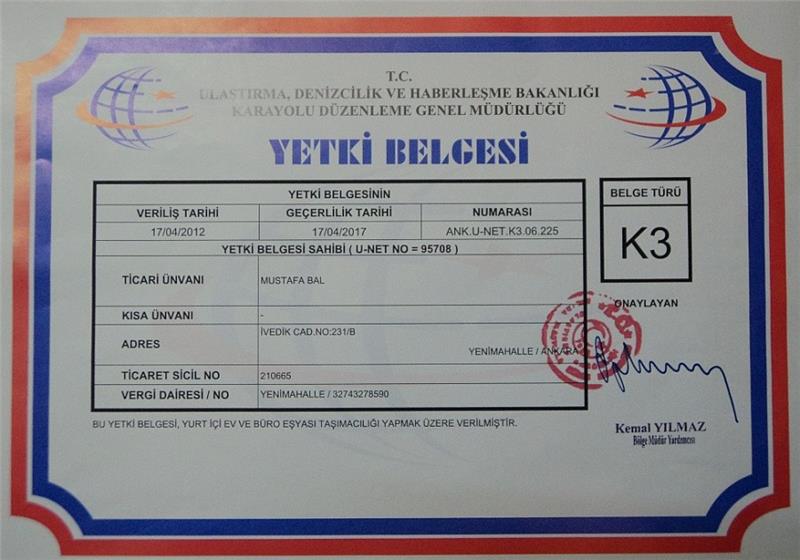 T.C.
ULAŞTIRMA, DENİZCİLİK VE HABERLEŞME BAKANLIĞI
KARAYOLU DÜZENLEME GENEL MÜDÜRLÜĞÜ
YETKİ BELGESİ
YETKİ BELGESİNİN
VERİLİŞ TARİHİ GEÇERLİLİK TARİHİ NUMARASI
17/04/2012 17/04/2017 ANK.U-NET.K3.06.225
YETKİ BELGESİ SAHİBİ ( U-NET NO = 95708 )
TİCARİ ÜNVANI MUSTAFA BAL
KISA ÜNVANI -
ADRES İVEDİK CAD.NO:231/B
YENİMAHALLE / ANKARA
TİCARET SİCİL NO 210665
VERGİ DAİRESİ / NO YENİMAHALLE / 32743278590
BU YETKİ BELGESİ, YURT İÇİ EV VE BÜRO EŞYASI TAŞIMACILIĞI YAPMAK ÜZERE VERİLMİŞTİR.
BELGE TÜRÜ
K3
ONAYLAYAN
Kemal YILMAZ
Bölge Müdür Yardımcısı